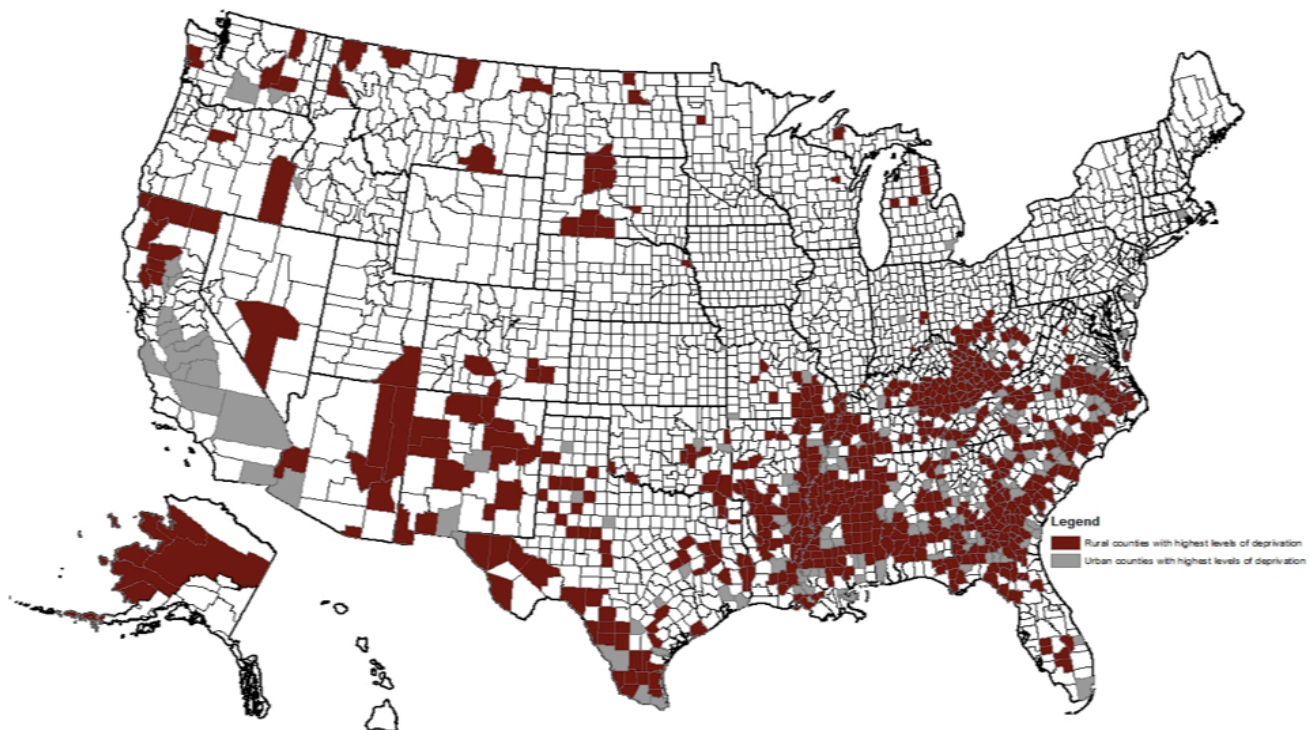 Legend
Rural counties with highest levels of deprivation
Urban counties with highest levels of deprivation